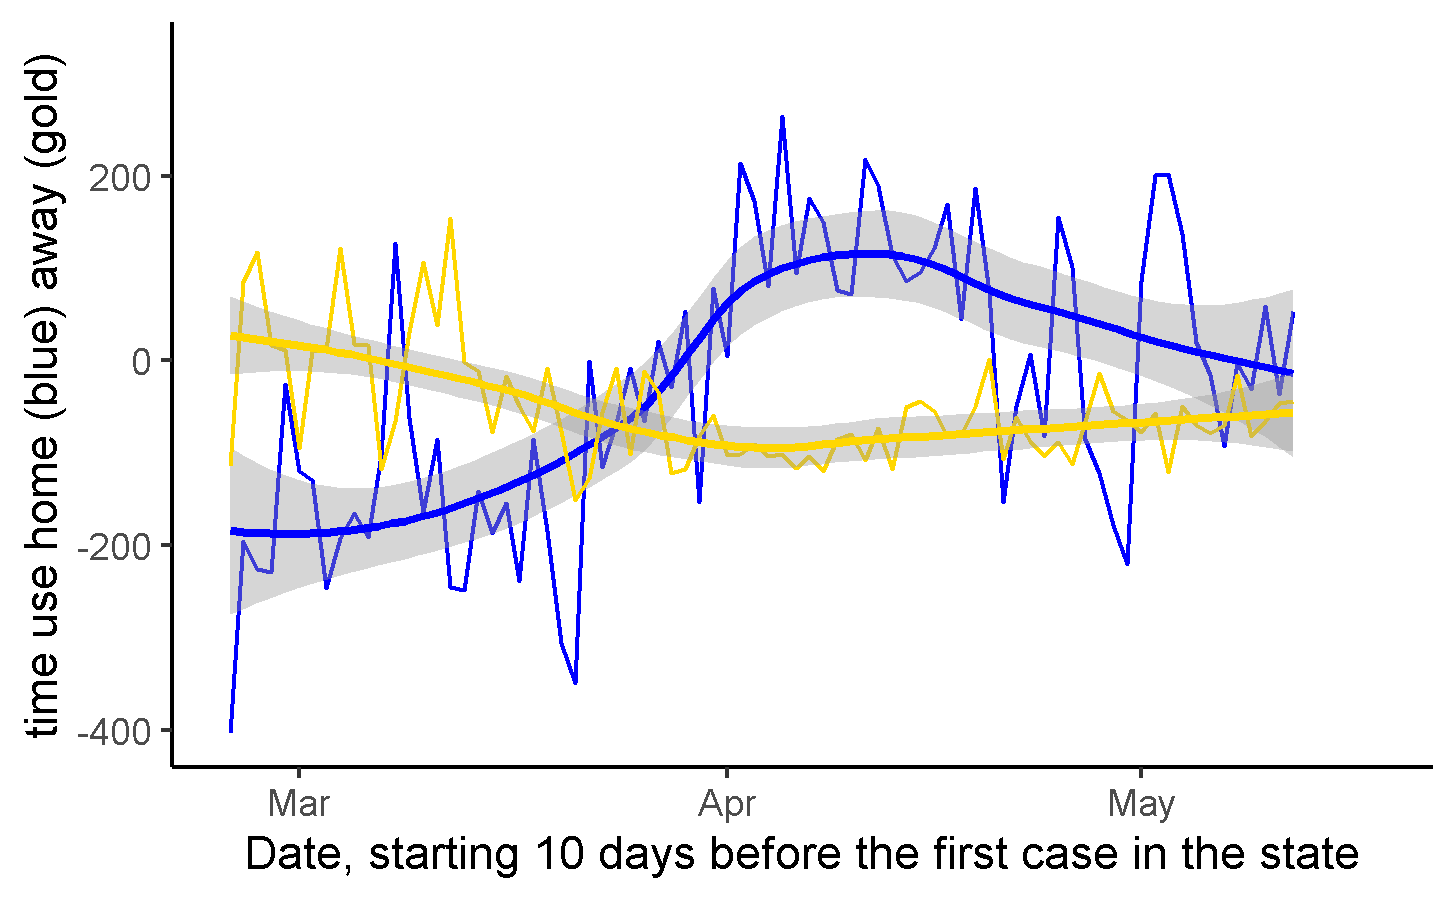 time use home (blue) away (gold)
200
0
-200
-400
Mar Apr May
Date, starting 10 days before the first case in the state